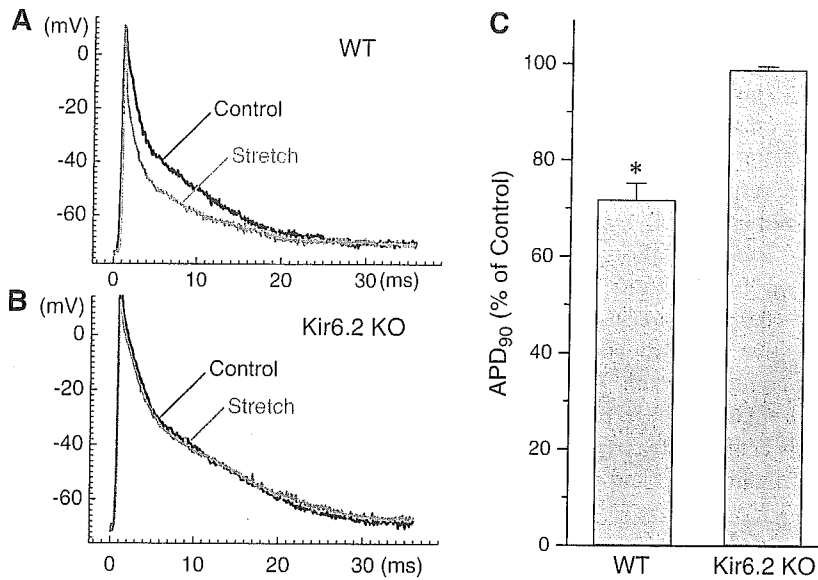 A
(mV)
WT
0
-20
-40
-60
Control
Stretch
0
10
20
30 (ms)
B
(mV)
Kir6.2 KO
0
-20
-40
-60
Control
Stretch
0
10
20
30 (ms)
C
APD90 (% of Control)
100
80
60
40
20
0
*
WT
Kir6.2 KO